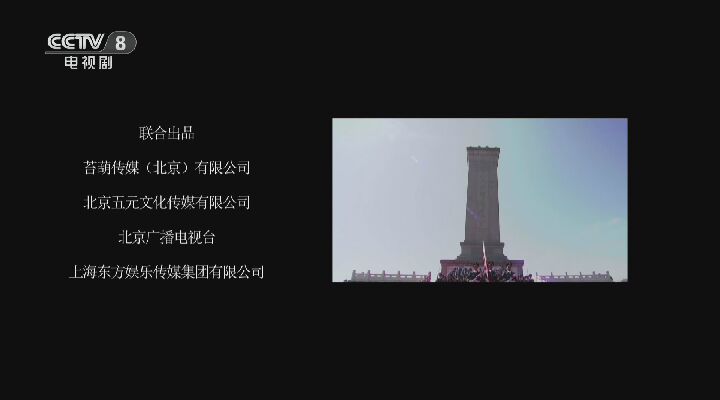 CCTV 8
电视剧
联合出品
苔萌传媒（北京）有限公司
北京五元文化传媒有限公司
北京广播电视台
上海东方娱乐传媒集团有限公司